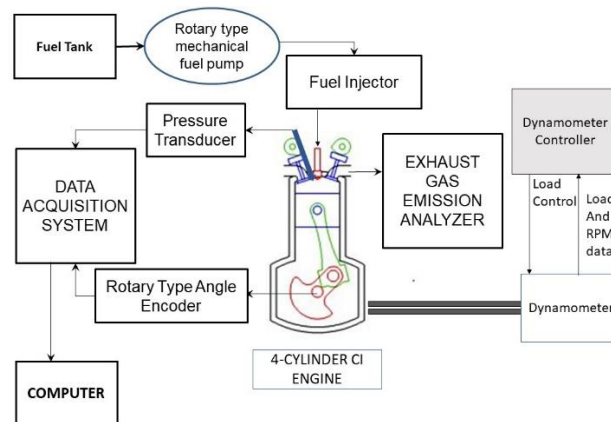 Fuel Tank
Rotary type
mechanical
fuel pump
Fuel Injector
Pressure
Transducer
Dynamometer
Controller
DATA
ACQUISITION
SYSTEM
EXHAUST
GAS
EMISSION
ANALYZER
Load
Control
Load
And
RPM
data
Rotary Type Angle
Encoder
Dynamometer
4-CYLINDER CI
ENGINE
COMPUTER